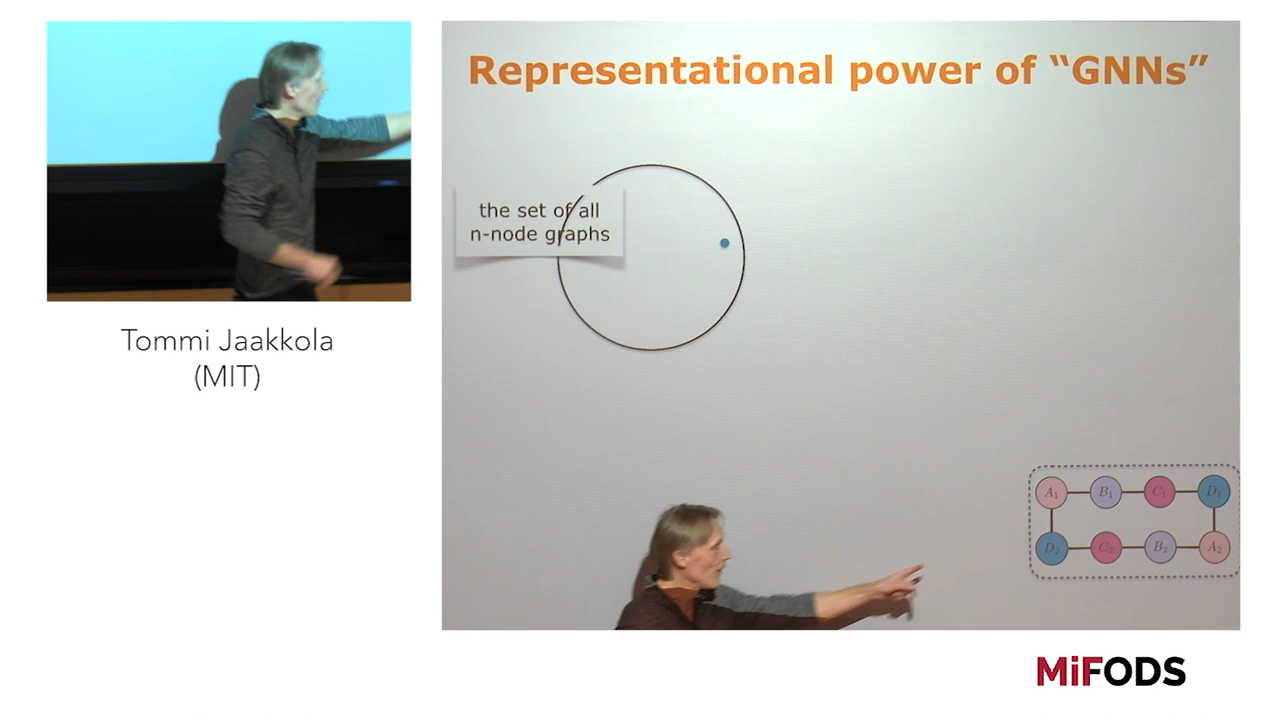 Representational power of “GNNs”
the set of all
n-node graphs
A1 B1 C1 D1
D2 C2 B2 A2
Tommi Jaakkola
(MIT)
MiFODS